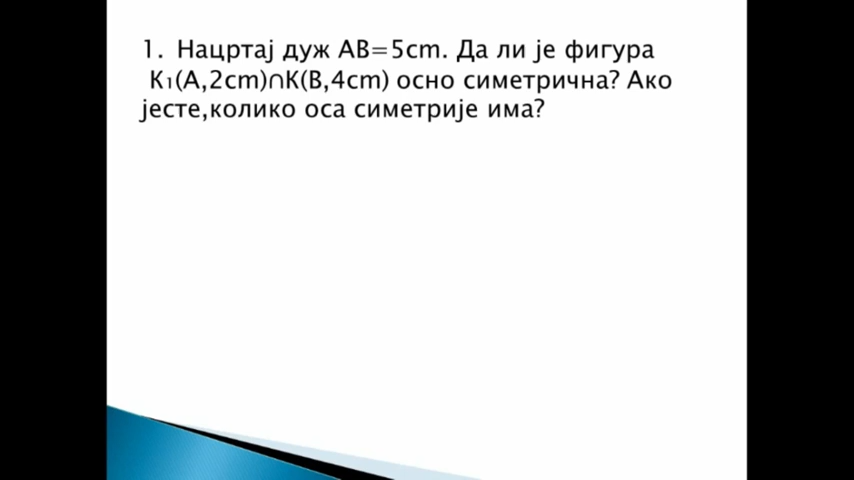 1. Нацртај дуж AB=5cm. Да ли је фигура
K₁(A,2cm)∩K(B,4cm) осно симетрична? Ако
јесте,колико оса симетрије има?